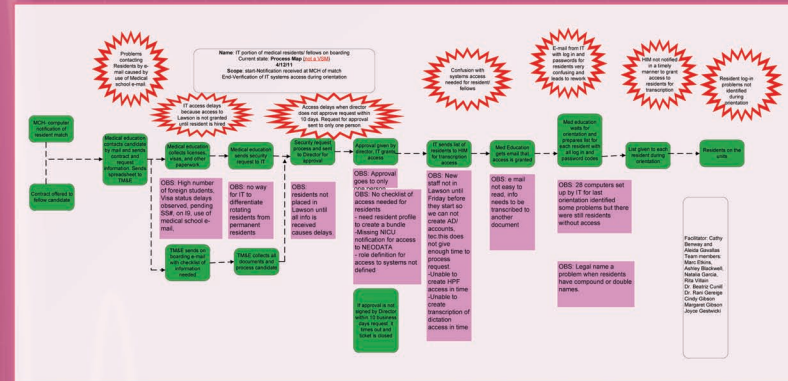 Name: IT portion of medical residents/ fellows on boarding
Current state: Process Map (not a VSM)
4/12/11
Scope: start-Notification received at MCH of match
End-Verification of IT systems access during orientation
Problems
contacting
Residents by e-
mail caused by
use of Medical
school e-mail.
IT access delays
because access to
Lawson is not granted
until resident is hired
Access delays when director
does not approve request within
10 days. Request for approval
sent to only one person
Confusion with
systems access
needed for resident/
fellows
E-mail from IT
with log in and
passwords for
residents very
confusing and
leads to rework
HIM not notified
in a timely
manner to grant
access to
residents for
transcription
Resident log-in
problems not
identified
during
orientation
MCH- computer
notification of
resident match
Contract offered to
fellow candidate
Medical education
contacts candidate
by mail and sends
contract and
request
information. Sends
spreadsheet to
TM&E
Medical education
collects licenses,
visas, and other
paperwork
Medical education
sends security
request to IT
Security request
process and sent
to Director for
approval
Approval given by
director, IT grants
access
IT sends list of
residents to HIM
for transcription
access
Med Education
gets email that
access is granted
Med education
waits for
orientation and
prepares list for
each resident with
all log in and
password codes
List given to each
resident during
orientation
Residents on the
units
OBS: High number
of foreign students,
Visa status delays
observed, pending
SS#, on I9, use of
medical school e-
mail.
OBS: no way for
IT to
differentiate
rotating
residents from
permanent
residents
OBS:
residents not
placed in
Lawson until
all info is
received
causes delays
OBS: Approval
goes to only
one person
OBS: No checklist of
access needed for
residents
- need resident profile
to create a bundle
-Missing NICU
notification for access
to NEODATA
- role definition for
access to systems not
defined
OBS: New
staff not in
Lawson until
Friday before
they start so
we can not
create AD/
accounts,
tec.this does
not give
enough time to
process
request.
-Unable to
create HPF
access in time
-Unable to
create
transcription of
dictation
access in time
OBS: e mail
not easy to
read, info
needs to be
transcribed to
another
document
OBS: 28 computers set
up by IT for last
orientation identified
some problems but there
were still residents
without access
OBS: Legal name a
problem when residents
have compound or double
names.
TM&E sends on
boarding e-mail
with checklist of
information
needed
TM&E collects all
documents and
process candidate
If approval is not
signed by Director
within 10 business
days request it
times out and
ticket is closed
Facilitator: Cathy
Benway and
Alexia Gavallas
Team members:
Marc Elkins,
Ashley Blackwell,
Natalia Garcia,
Rita Villain
Dr. Beatriz Cunill
Dr. Rani Gereige
Cindy Gibson
Margaret Gibson
Joyce Gestwicki